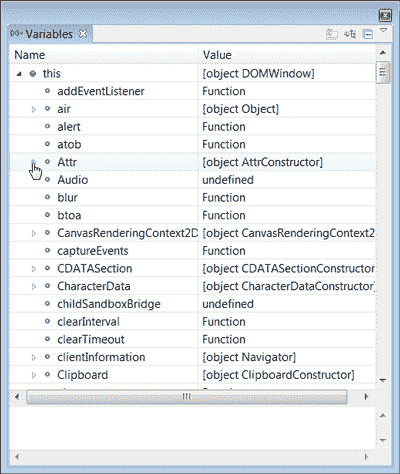 Variables
Name Value
this [object DOMWindow]
addEventListener Function
air [object Object]
alert Function
atob Function
Attr [object AttrConstructor]
Audio undefined
blur Function
btoa Function
CanvasRenderingContext2D [object CanvasRenderingContext2
captureEvents Function
CDATASection [object CDATASectionConstructor
CharacterData [object CharacterDataConstructor]
childSandboxBridge undefined
clearInterval Function
clearTimeout Function
clientInformation [object Navigator]
Clipboard [object ClipboardConstructor]